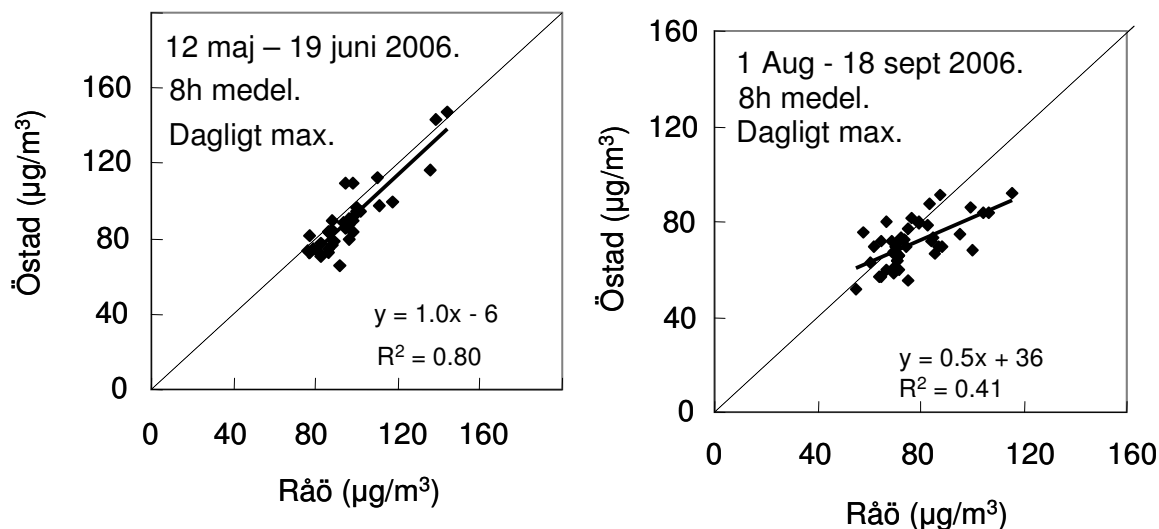 12 maj – 19 juni 2006.
8h medel.
Dagligt max.
Östad (µg/m³)
160
120
80
40
0
y = 1.0x - 6
R² = 0.80
0 40 80 120 160
Råö (µg/m³)
1 Aug - 18 sept 2006.
8h medel.
Dagligt max.
Östad (µg/m³)
160
120
80
40
0
y = 0.5x + 36
R² = 0.41
0 40 80 120 160
Råö (µg/m³)